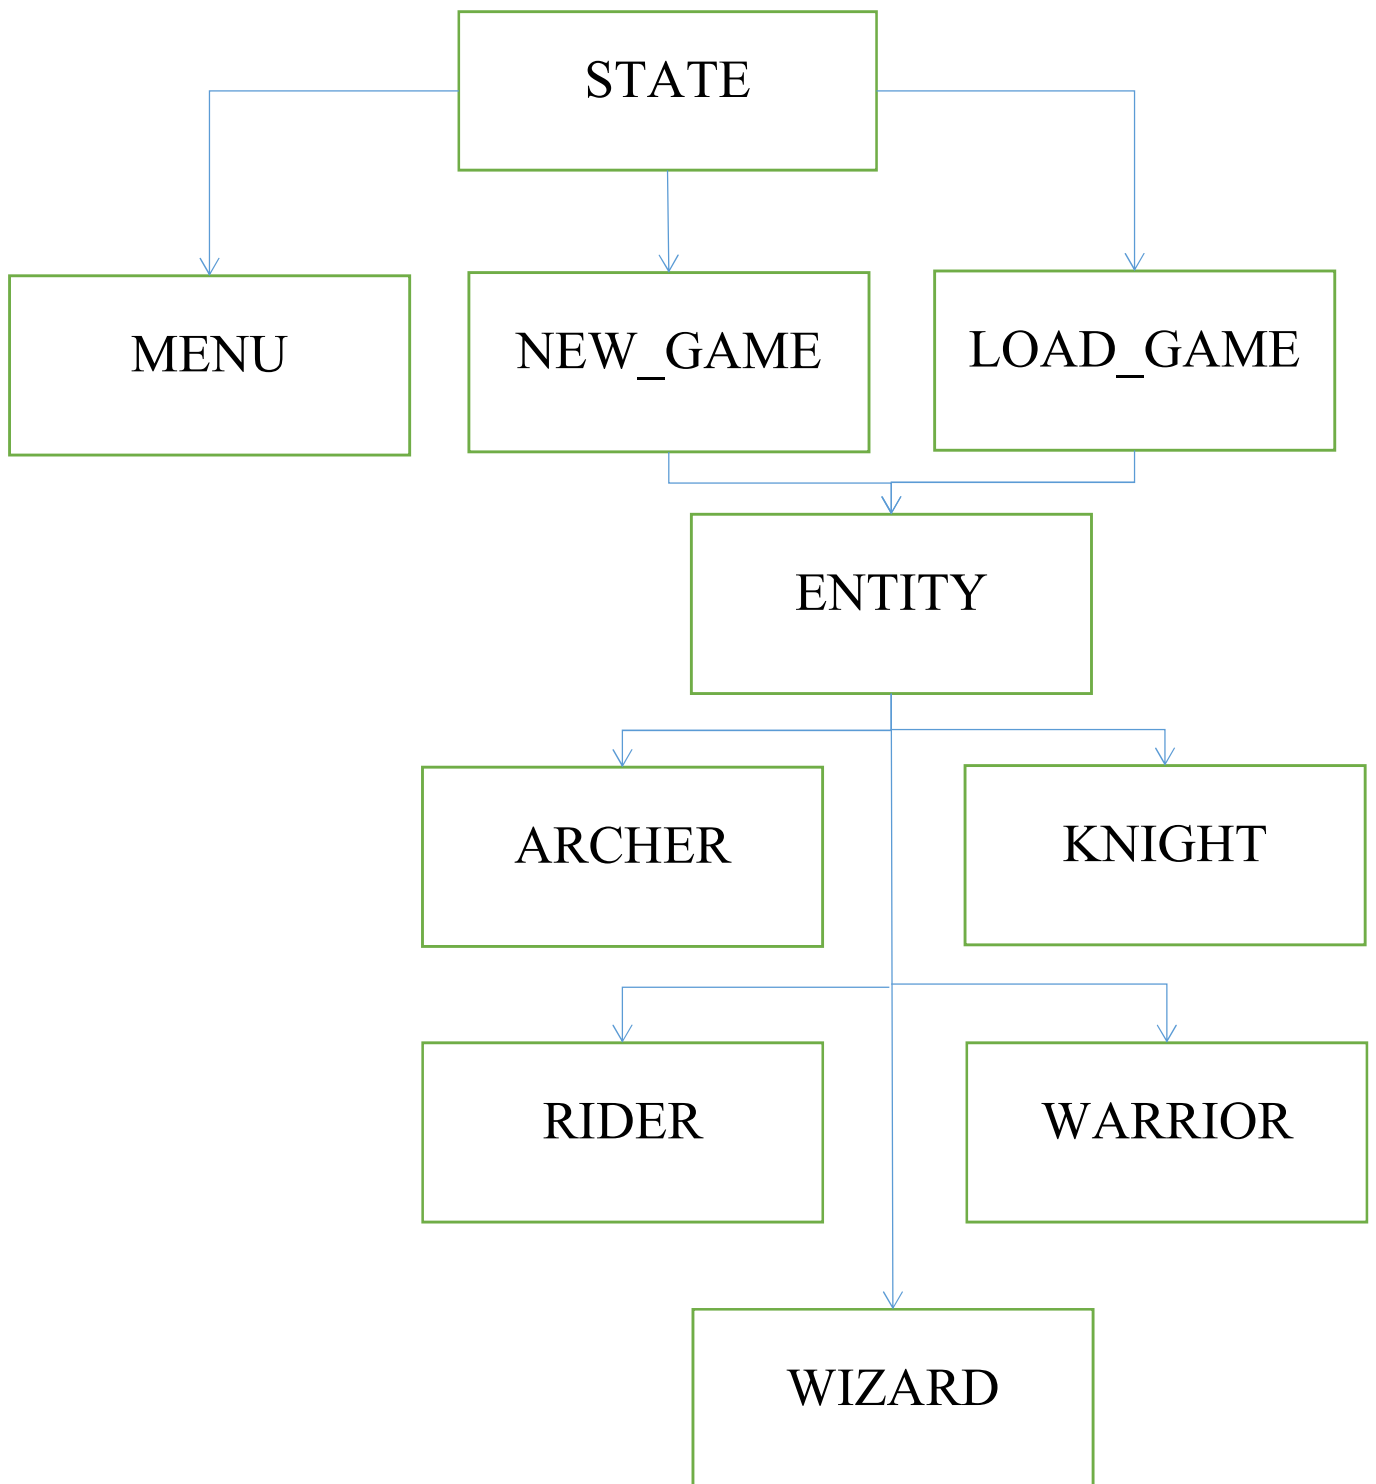 STATE
MENU
NEW_GAME
LOAD_GAME
ENTITY
ARCHER
KNIGHT
RIDER
WARRIOR
WIZARD